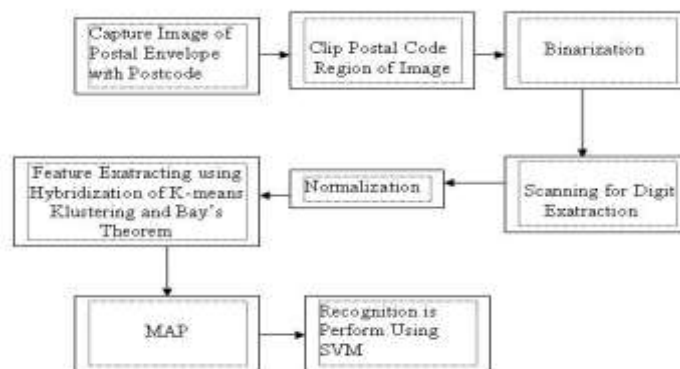 Capture Image of
Postal Envelope
with Postcode
Clip Postal Code
Region of Image
Binarization
Scanning for Digit
Exatraction
Normalization
Feature Exatracting using
Hybridization of K-means
Klustering and Bay's
Theorem
MAP
Recognition is
Perform Using
SVM